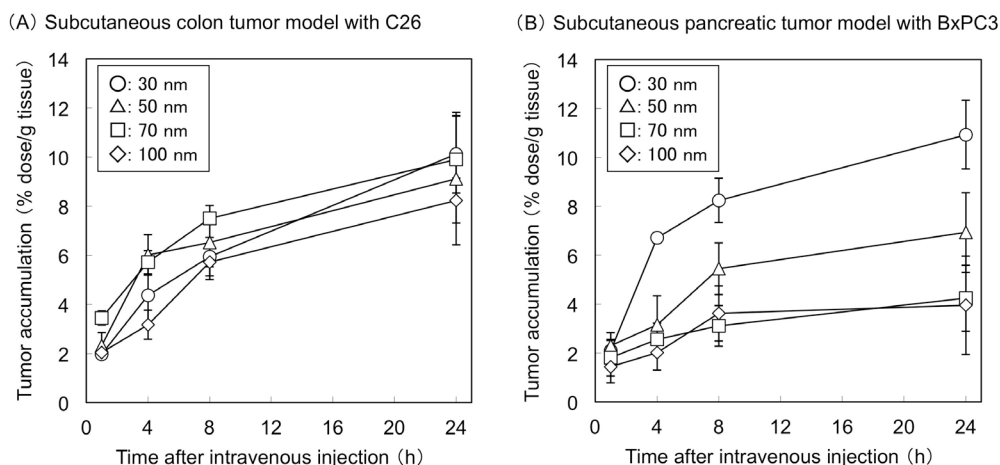 (A) Subcutaneous colon tumor model with C26
Tumor accumulation (% dose/g tissue)
14
12
10
8
6
4
2
0
○: 30 nm
△: 50 nm
□: 70 nm
◇: 100 nm
0 4 8 12 16 20 24
Time after intravenous injection (h)
(B) Subcutaneous pancreatic tumor model with BxPC3
Tumor accumulation (% dose/g tissue)
14
12
10
8
6
4
2
0
○: 30 nm
△: 50 nm
□: 70 nm
◇: 100 nm
0 4 8 12 16 20 24
Time after intravenous injection (h)